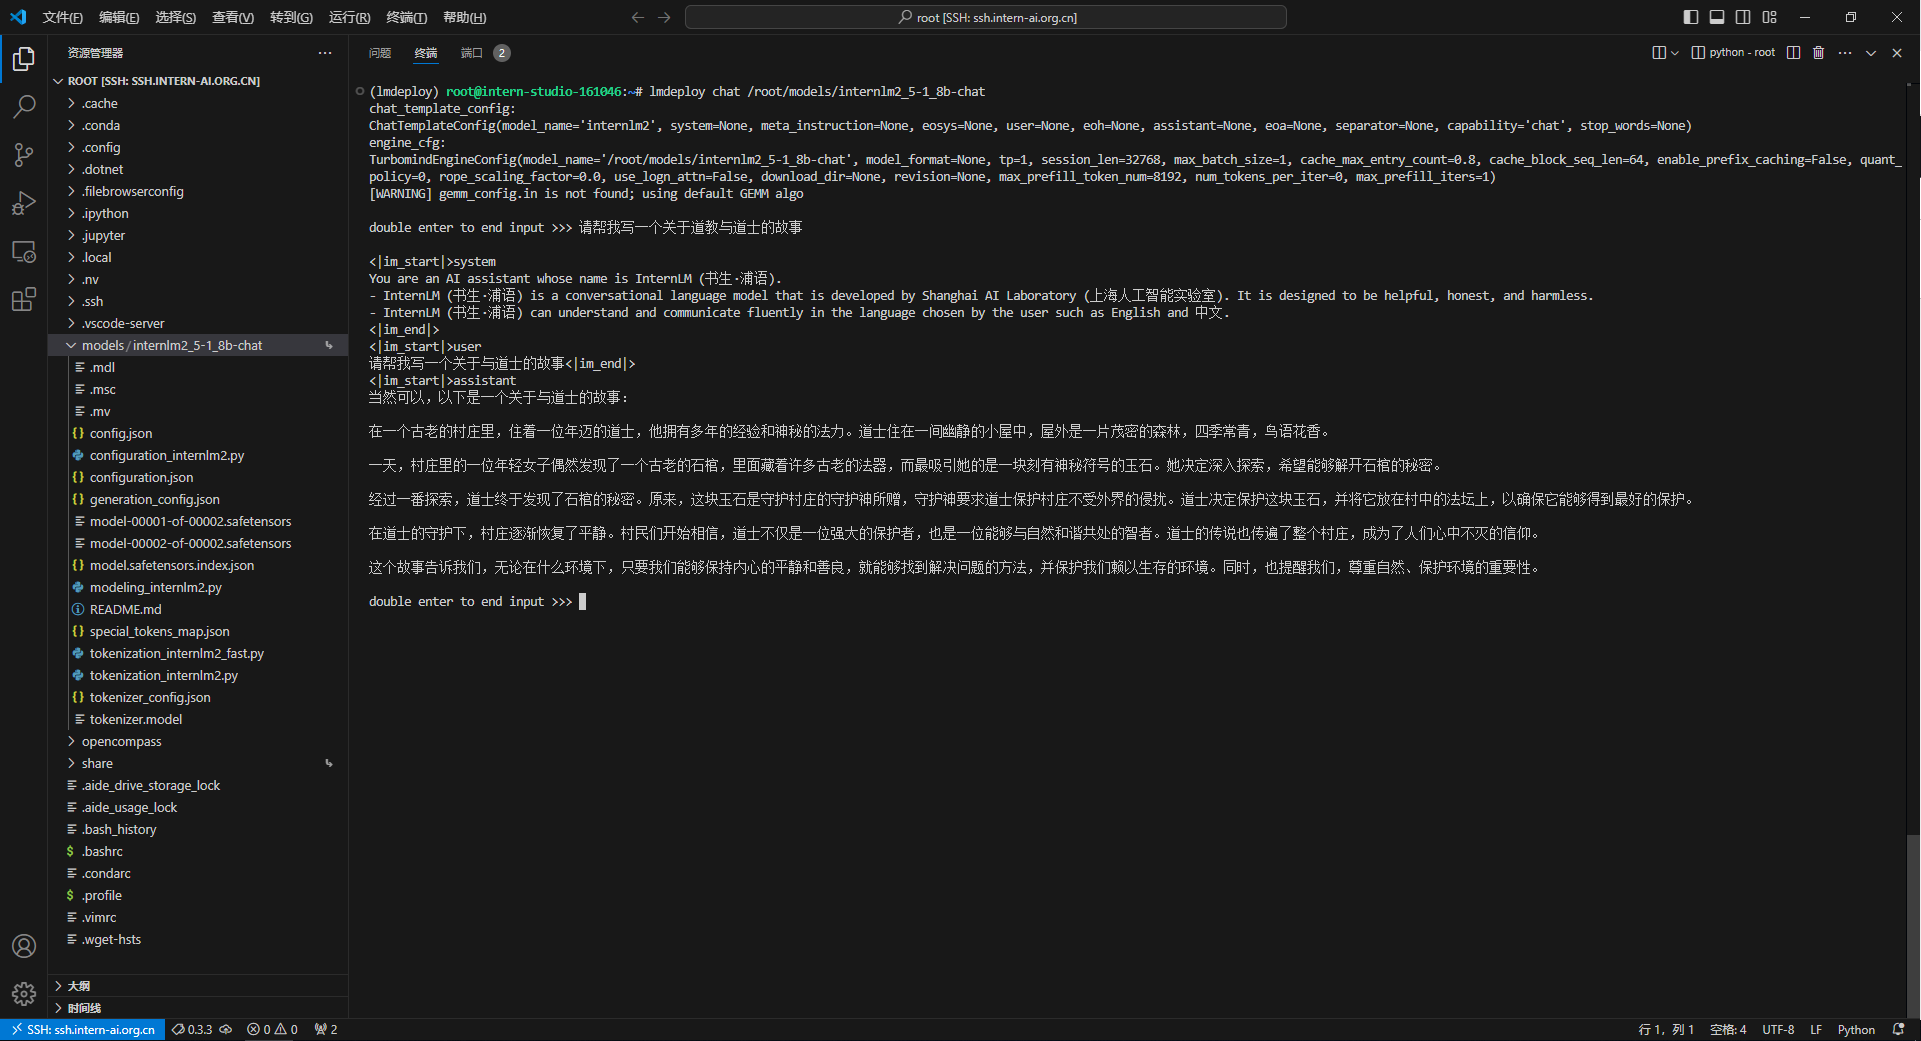 文件(F) 编辑(E) 选择(S) 查看(V) 转到(G) 运行(R) 终端(T) 帮助(H)
root [SSH: ssh.intern-ai.org.cn]
资源管理器
ROOT [SSH: SSH.INTERN-AI.ORG.CN]
.cache
.conda
.config
.dotnet
.filebrowserconfig
.ipython
.jupyter
.local
.nv
.ssh
.vscode-server
models / internlm2_5-1_8b-chat
.mdl
.msc
.mv
config.json
configuration_internlm2.py
configuration.json
generation_config.json
model-00001-of-00002.safetensors
model-00002-of-00002.safetensors
model.safetensors.index.json
modeling_internlm2.py
README.md
special_tokens_map.json
tokenization_internlm2_fast.py
tokenization_internlm2.py
tokenizer_config.json
tokenizer.model
opencompass
share
.aide_drive_storage_lock
.aide_usage_lock
.bash_history
.bashrc
.condarc
.profile
.vimrc
.wget-hsts
大纲
时间线
问题 终端 端口 2
python - root
(lmdeploy) root@intern-studio-161046:~# lmdeploy chat /root/models/internlm2_5-1_8b-chat
chat_template_config:
ChatTemplateConfig(model_name='internlm2', system=None, meta_instruction=None, eosys=None, user=None, eoh=None, assistant=None, eoa=None, separator=None, capability='chat', stop_words=None)
engine_cfg:
TurbomindEngineConfig(model_name='/root/models/internlm2_5-1_8b-chat', model_format=None, tp=1, session_len=32768, max_batch_size=1, cache_max_entry_count=0.8, cache_block_seq_len=64, enable_prefix_caching=False, quant_
policy=0, rope_scaling_factor=0.0, use_logn_attn=False, download_dir=None, revision=None, max_prefill_token_num=8192, num_tokens_per_iter=0, max_prefill_iters=1)
[WARNING] gemm_config.in is not found; using default GEMM algo
double enter to end input >>> 请帮我写一个关于道教与道士的故事
<|im_start|>system
You are an AI assistant whose name is InternLM (书生·浦语).
- InternLM (书生·浦语) is a conversational language model that is developed by Shanghai AI Laboratory (上海人工智能实验室). It is designed to be helpful, honest, and harmless.
- InternLM (书生·浦语) can understand and communicate fluently in the language chosen by the user such as English and 中文.
<|im_end|>
<|im_start|>user
请帮我写一个关于与道士的故事<|im_end|>
<|im_start|>assistant
当然可以，以下是一个关于与道士的故事：
在一个古老的村庄里，住着一位年迈的道士，他拥有多年的经验和神秘的法力。道士住在一间幽静的小屋中，屋外是一片茂密的森林，四季常青，鸟语花香。
一天，村庄里的一位年轻女子偶然发现了一个古老的石棺，里面藏着许多古老的法器，而最吸引她的是一块刻有神秘符号的玉石。她决定深入探索，希望能够解开石棺的秘密。
经过一番探索，道士终于发现了石棺的秘密。原来，这块玉石是守护村庄的守护神所赠，守护神要求道士保护村庄不受外界的侵扰。道士决定保护这块玉石，并将它放在村中的法坛上，以确保它能够得到最好的保护。
在道士的守护下，村庄逐渐恢复了平静。村民们开始相信，道士不仅是一位强大的保护者，也是一位能够与自然和谐共处的智者。道士的传说也传遍了整个村庄，成为了人们心中不灭的信仰。
这个故事告诉我们，无论在什么环境下，只要我们能够保持内心的平静和善良，就能够找到解决问题的方法，并保护我们赖以生存的环境。同时，也提醒我们，尊重自然、保护环境的重要性。
double enter to end input >>>
SSH: ssh.intern-ai.org.cn 0.3.3 0 0 2
行 1，列 1 空格: 4 UTF-8 LF Python